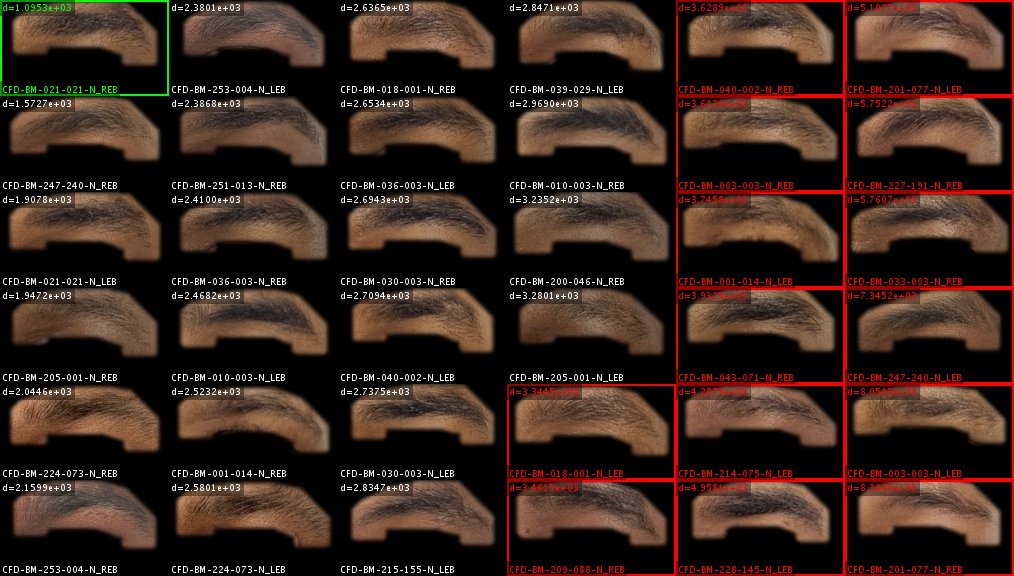 d=1.0953e+03
CFD-BM-021-021-N_REB
d=2.3801e+03
CFD-BM-253-004-N_LEB
d=2.6365e+03
CFD-BM-018-001-N_REB
d=2.8471e+03
CFD-BM-039-029-N_LEB
CFD-BM-040-002-N_REB
CFD-BM-201-077-N_LEB
d=1.5727e+03
CFD-BM-247-240-N_REB
d=2.3868e+03
CFD-BM-251-013-N_REB
d=2.6534e+03
CFD-BM-036-003-N_LEB
d=2.9690e+03
CFD-BM-010-003-N_REB
CFD-BM-003-003-N_REB
d=5.7522e+03
CFD-BM-227-191-N_REB
d=1.9078e+03
CFD-BM-021-021-N_LEB
d=2.4100e+03
CFD-BM-036-003-N_REB
d=2.6943e+03
CFD-BM-030-003-N_REB
d=3.2352e+03
CFD-BM-200-046-N_REB
CFD-BM-001-014-N_LEB
CFD-BM-033-003-N_REB
d=1.9472e+03
CFD-BM-205-001-N_REB
d=2.4682e+03
CFD-BM-010-003-N_LEB
d=2.7094e+03
CFD-BM-040-002-N_LEB
d=3.2801e+03
CFD-BM-205-001-N_LEB
CFD-BM-043-071-N_REB
d=7.3452e+03
CFD-BM-247-240-N_LEB
d=2.0446e+03
CFD-BM-224-073-N_REB
d=2.5232e+03
CFD-BM-001-014-N_REB
d=2.7375e+03
CFD-BM-030-003-N_LEB
CFD-BM-018-001-N_LEB
CFD-BM-214-075-N_LEB
CFD-BM-003-003-N_LEB
d=2.1599e+03
CFD-BM-253-004-N_REB
d=2.5801e+03
CFD-BM-224-073-N_LEB
d=2.8347e+03
CFD-BM-215-155-N_LEB
CFD-BM-209-088-N_REB
CFD-BM-228-145-N_LEB
CFD-BM-201-077-N_REB